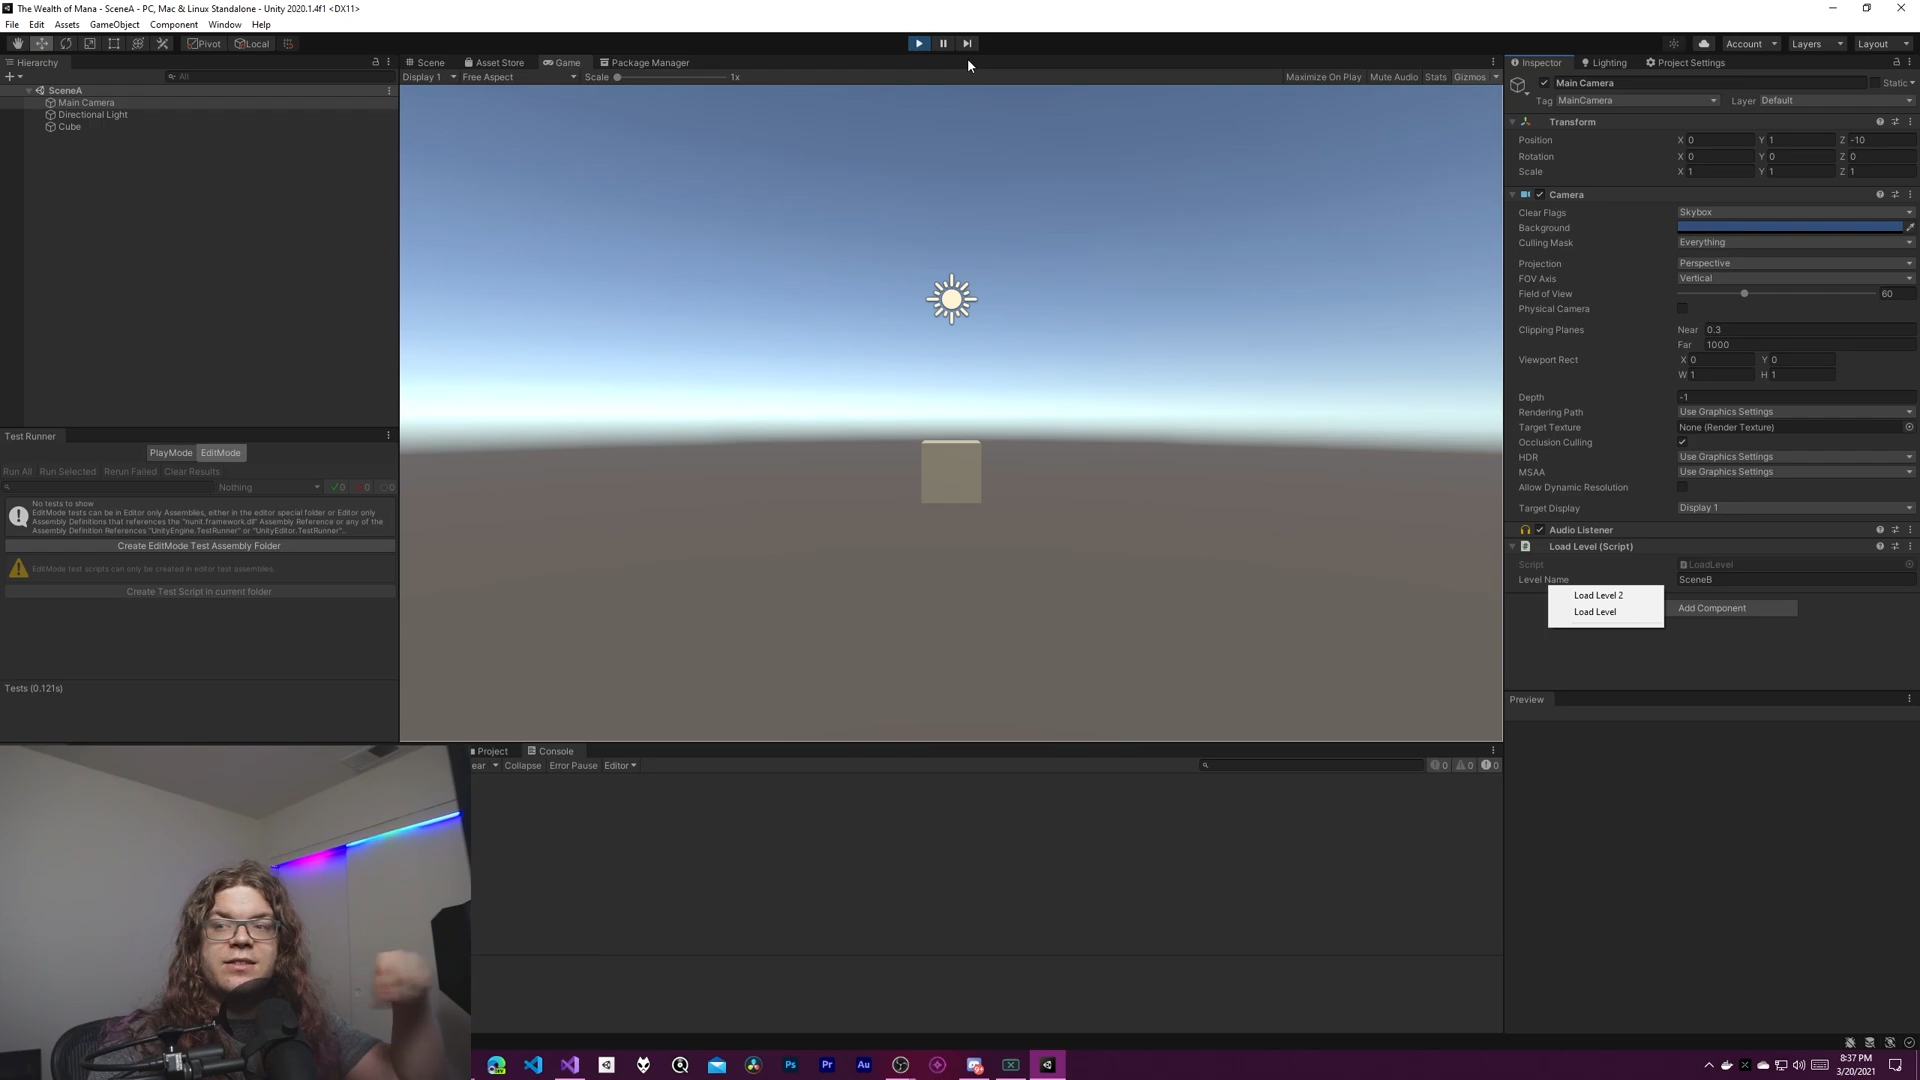 The Wealth of Mana - SceneA - PC, Mac & Linux Standalone - Unity 2020.1.4f1 <DX11>
File Edit Assets GameObject Component Window Help
Pivot Local Account Layers Layout
Hierarchy
All
SceneA
Main Camera
Directional Light
Cube
Test Runner
PlayMode EditMode
Run All Run Selected Rerun Failed Clear Results
Nothing 0 0 0
No tests to show
EditMode tests can be in Editor only Assemblies, either in the editor special folder or Editor only
Assembly Definitions that references the "nunit.framework.dll" Assembly Reference or any of the
Assembly Definition References "UnityEngine.TestRunner" or "UnityEditor.TestRunner"..
Create EditMode Test Assembly Folder
EditMode test scripts can only be created in editor test assemblies.
Create Test Script in current folder
Tests (0.121s)
Scene Asset Store Game Package Manager
Display 1 Free Aspect Scale 1x Maximize On Play Mute Audio Stats Gizmos
Project Console
ear Collapse Error Pause Editor 0 0 0
Inspector Lighting Project Settings
Main Camera Static
Tag MainCamera Layer Default
Transform
Position X 0 Y 1 Z -10
Rotation X 0 Y 0 Z 0
Scale X 1 Y 1 Z 1
Camera
Clear Flags Skybox
Background
Culling Mask Everything
Projection Perspective
FOV Axis Vertical
Field of View 60
Physical Camera
Clipping Planes Near 0.3
Far 1000
Viewport Rect X 0 Y 0
W 1 H 1
Depth -1
Rendering Path Use Graphics Settings
Target Texture None (Render Texture)
Occlusion Culling
HDR Use Graphics Settings
MSAA Use Graphics Settings
Allow Dynamic Resolution
Target Display Display 1
Audio Listener
Load Level (Script)
Script LoadLevel
Level Name SceneB
Load Level 2
Load Level
Add Component
Preview
Ps Pr Au
8:37 PM
3/20/2021